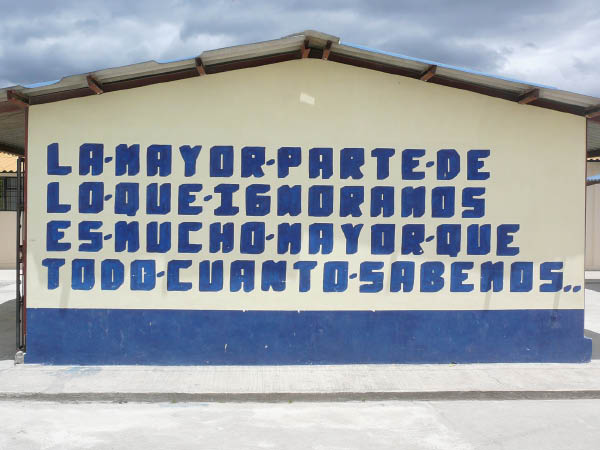 LA-MAYOR-PARTE-DE
LO-QUE-IGNORAMOS
ES-MUCHO-MAYOR-QUE
TODO-CUANTO-SABEMOS..